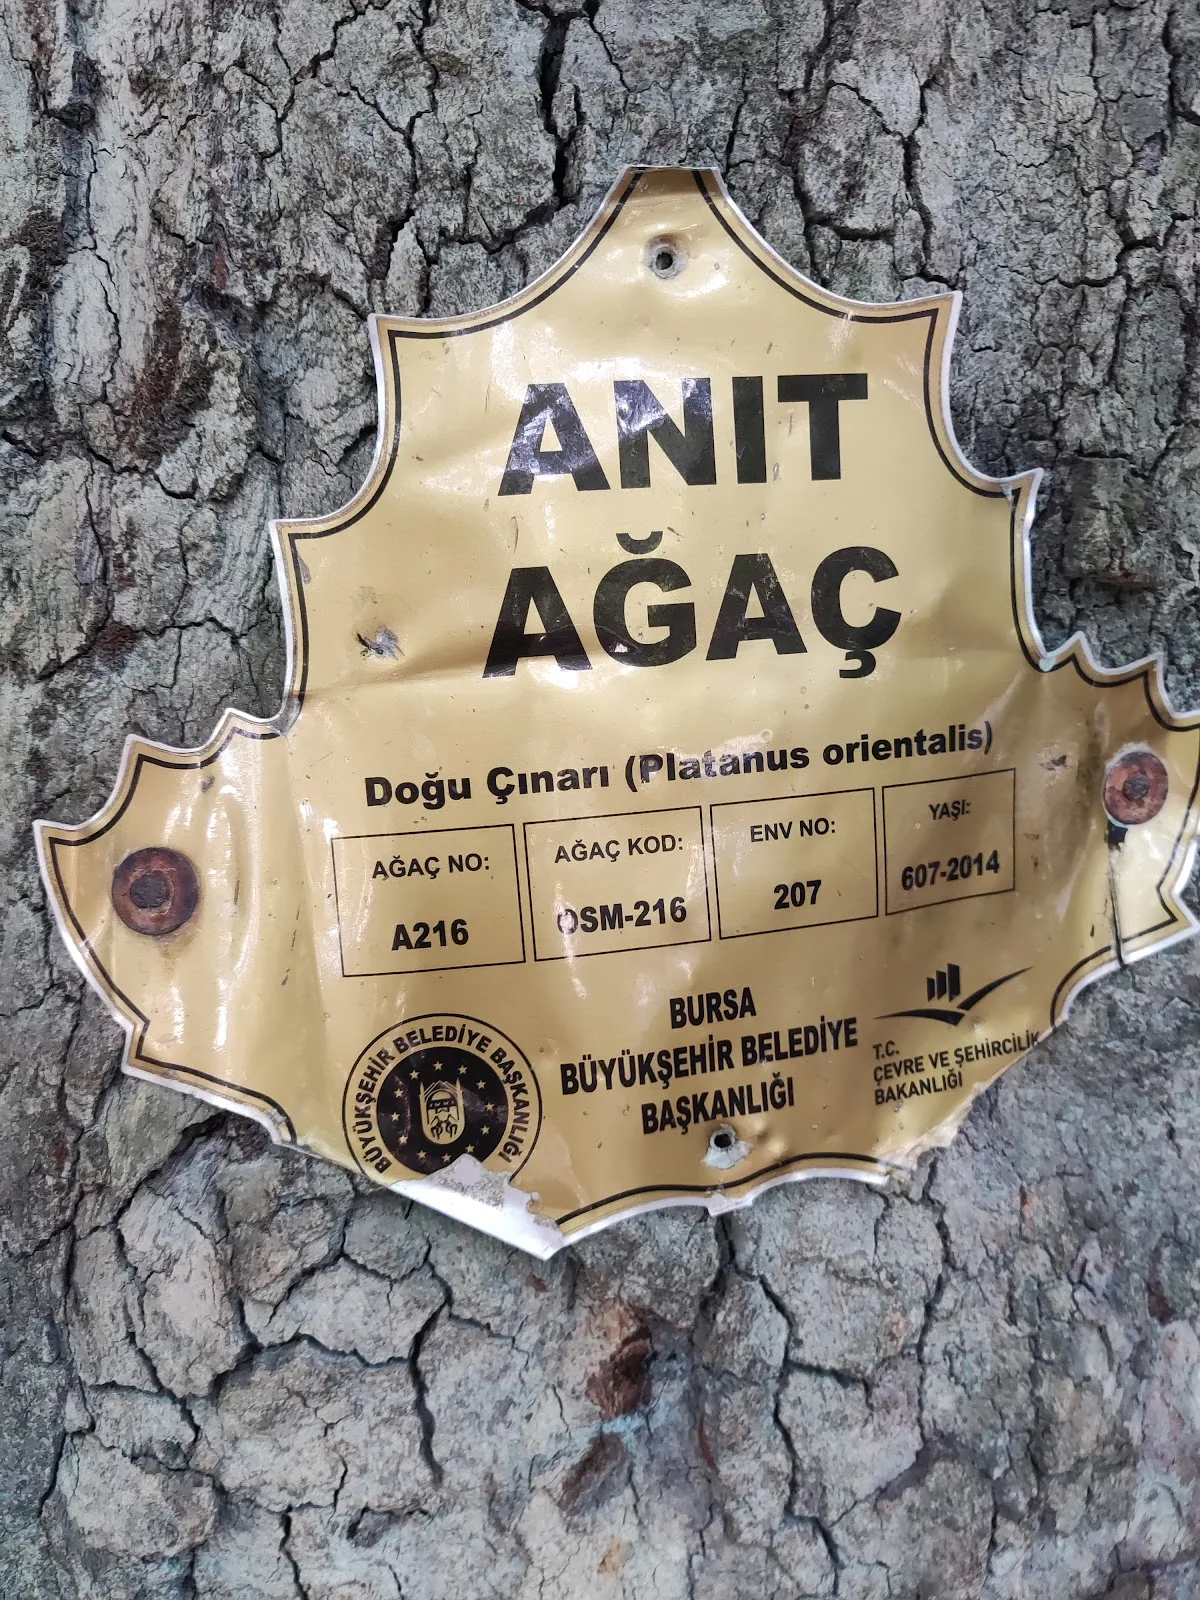 ANIT
AĞAÇ
Doğu Çınarı (Platanus orientalis)
AĞAÇ NO:
A216
AĞAÇ KOD:
OSM-216
ENV NO:
207
YAŞI:
607-2014
BÜYÜKŞEHİR BELEDİYE BAŞKANLIĞI
BURSA
BÜYÜKŞEHİR BELEDİYE
BAŞKANLIĞI
T.C.
ÇEVRE VE ŞEHİRCİLİK
BAKANLIĞI